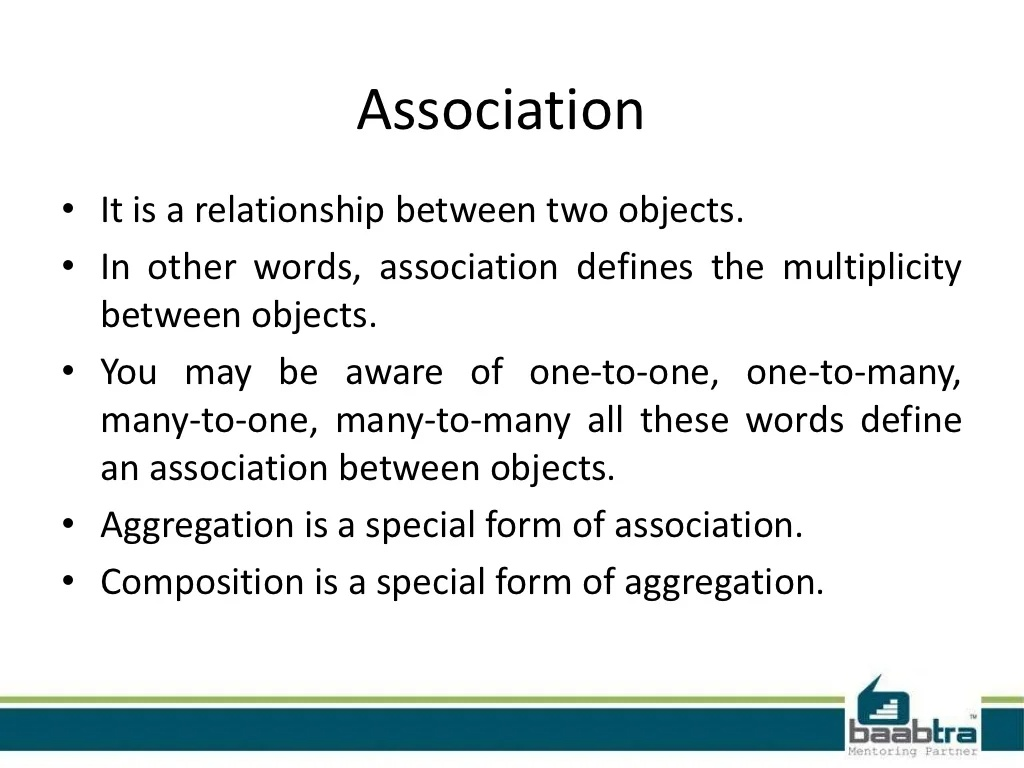 Association
• It is a relationship between two objects.
• In other words, association defines the multiplicity
between objects.
• You may be aware of one-to-one, one-to-many,
many-to-one, many-to-many all these words define
an association between objects.
• Aggregation is a special form of association.
• Composition is a special form of aggregation.
baabtra™
Mentoring Partner